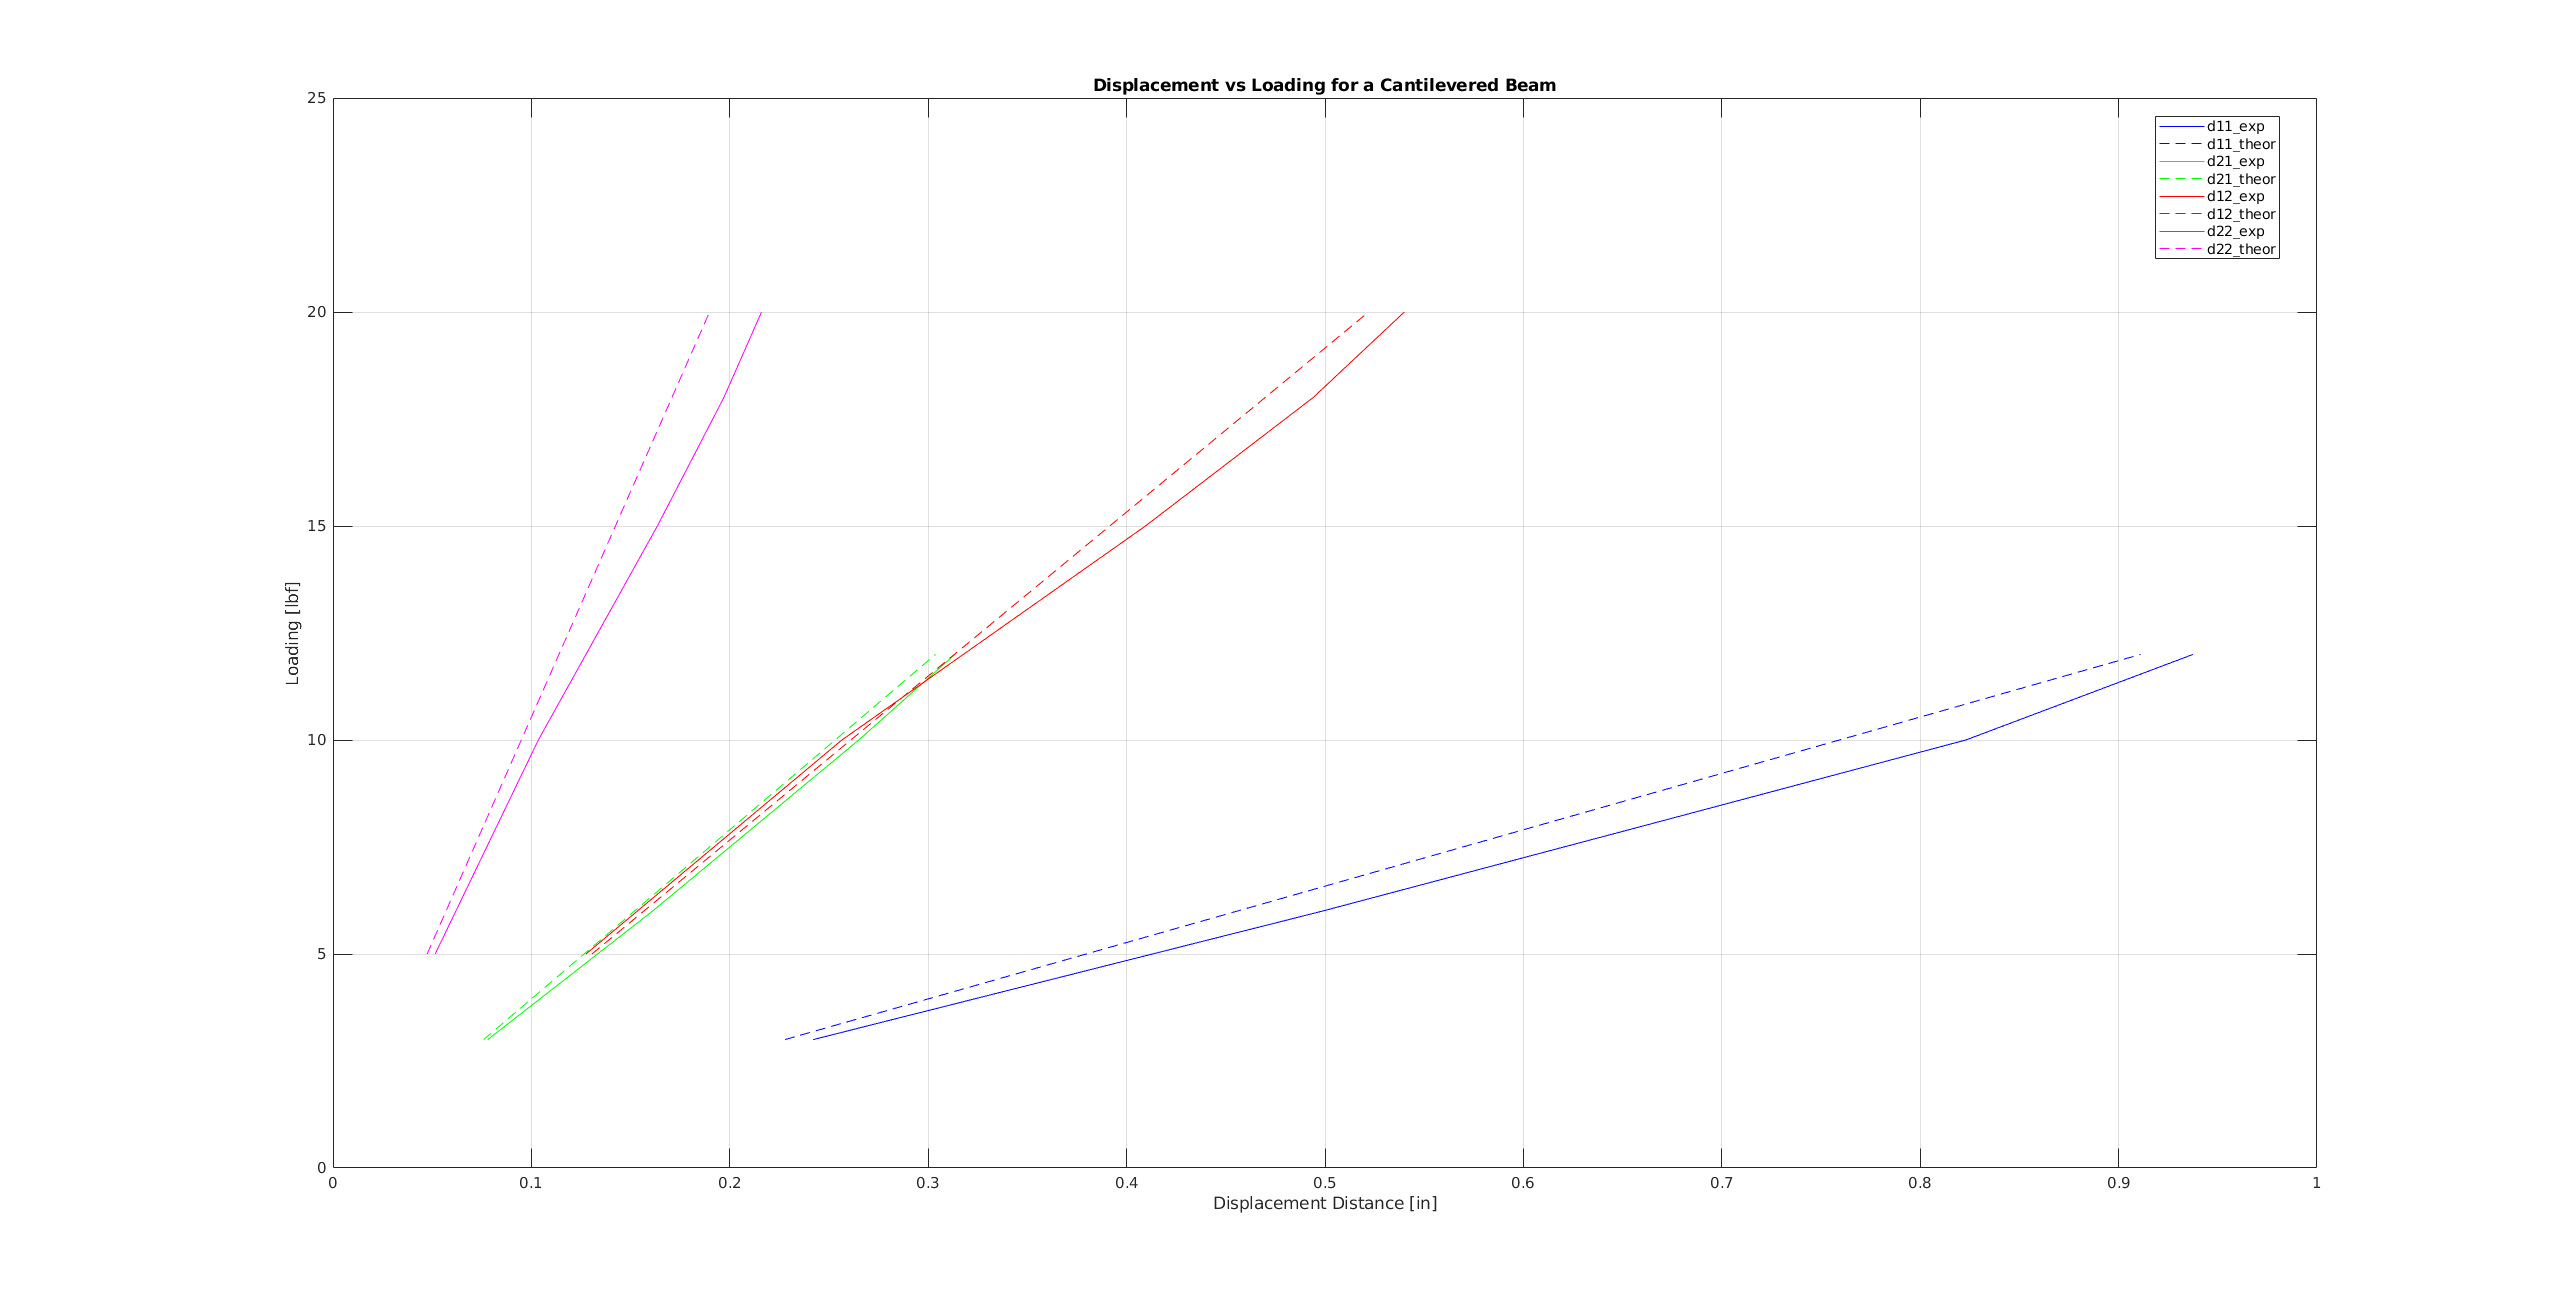 Displacement vs Loading for a Cantilevered Beam
25
20
15
10
5
0
Loading [lbf]
d11_exp
d11_theor
d21_exp
d21_theor
d12_exp
d12_theor
d22_exp
d22_theor
0 0.1 0.2 0.3 0.4 0.5 0.6 0.7 0.8 0.9 1
Displacement Distance [in]